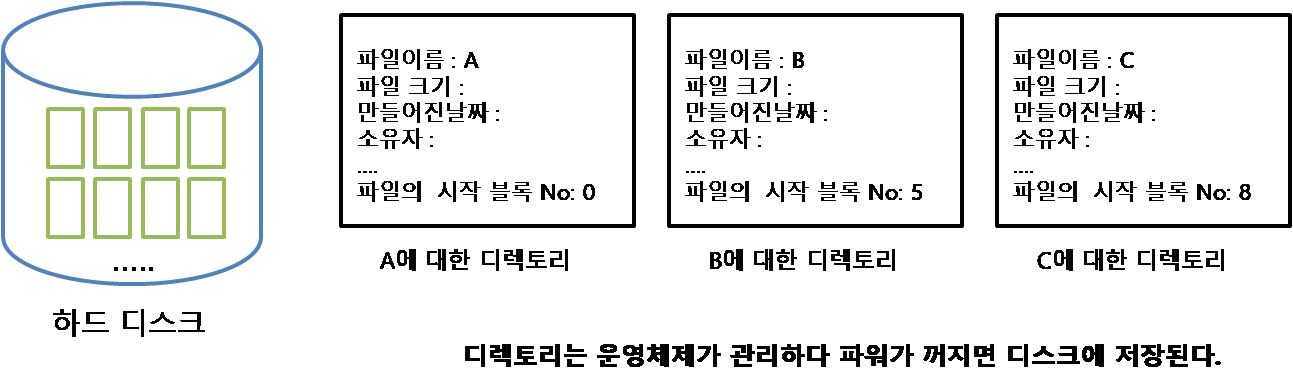 파일이름 : A
파일 크기 :
만들어진날짜 :
소유자 :
....
파일의 시작 블록 No: 0
A에 대한 디렉토리
파일이름 : B
파일 크기 :
만들어진날짜 :
소유자 :
....
파일의 시작 블록 No: 5
B에 대한 디렉토리
파일이름 : C
파일 크기 :
만들어진날짜 :
소유자 :
....
파일의 시작 블록 No: 8
C에 대한 디렉토리
.....
하드 디스크
디렉토리는 운영체제가 관리하다 파워가 꺼지면 디스크에 저장된다.